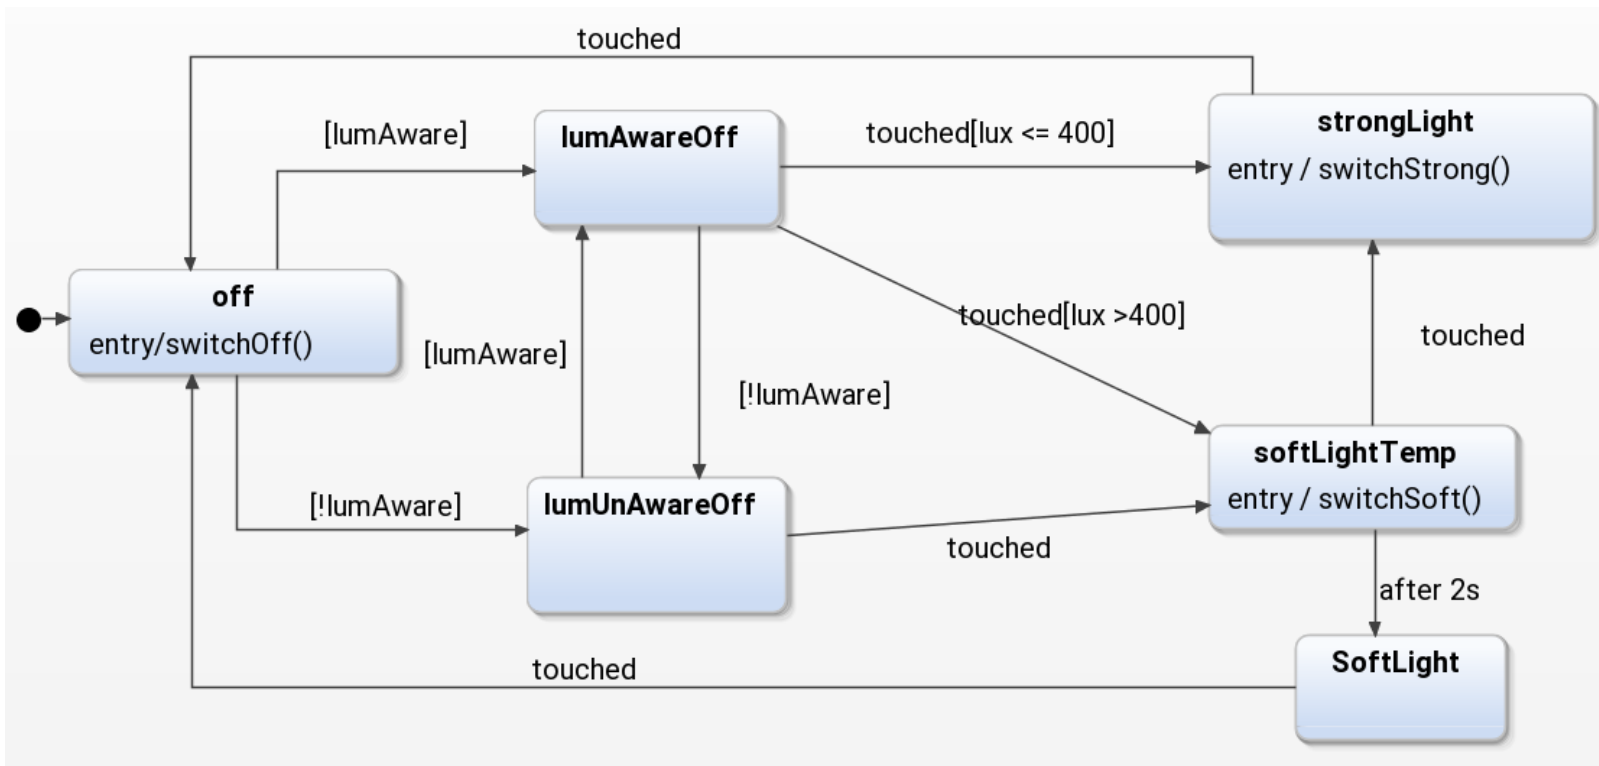 touched
[lumAware]
lumAwareOff
touched[lux <= 400]
strongLight
entry / switchStrong()
off
entry/switchOff()
[lumAware]
touched[lux >400]
touched
[!lumAware]
softLightTemp
entry / switchSoft()
[!lumAware]
lumUnAwareOff
touched
after 2s
touched
SoftLight